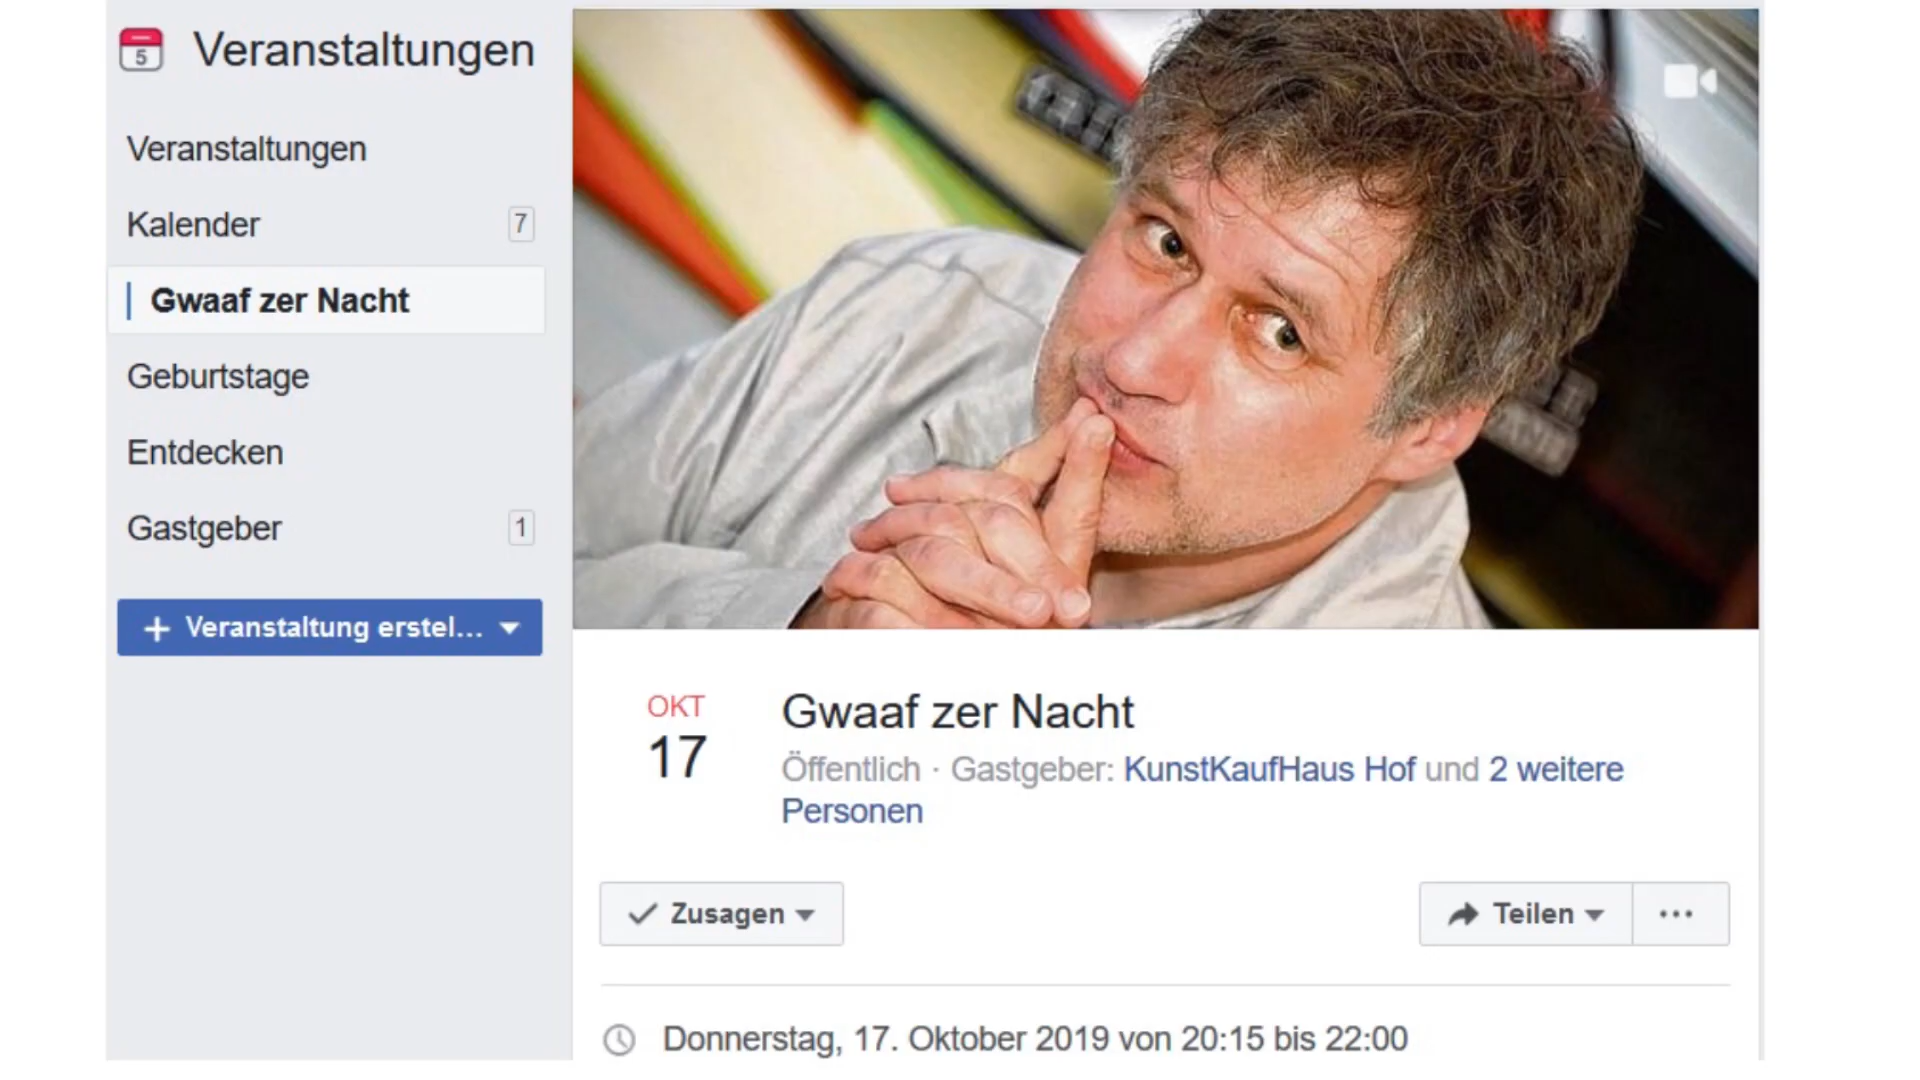 5
Veranstaltungen
Veranstaltungen
Kalender 7
Gwaaf zer Nacht
Geburtstage
Entdecken
Gastgeber 1
+ Veranstaltung erstel...
OKT
17
Gwaaf zer Nacht
Öffentlich · Gastgeber: KunstKaufHaus Hof und 2 weitere
Personen
Zusagen
Teilen
Donnerstag, 17. Oktober 2019 von 20:15 bis 22:00